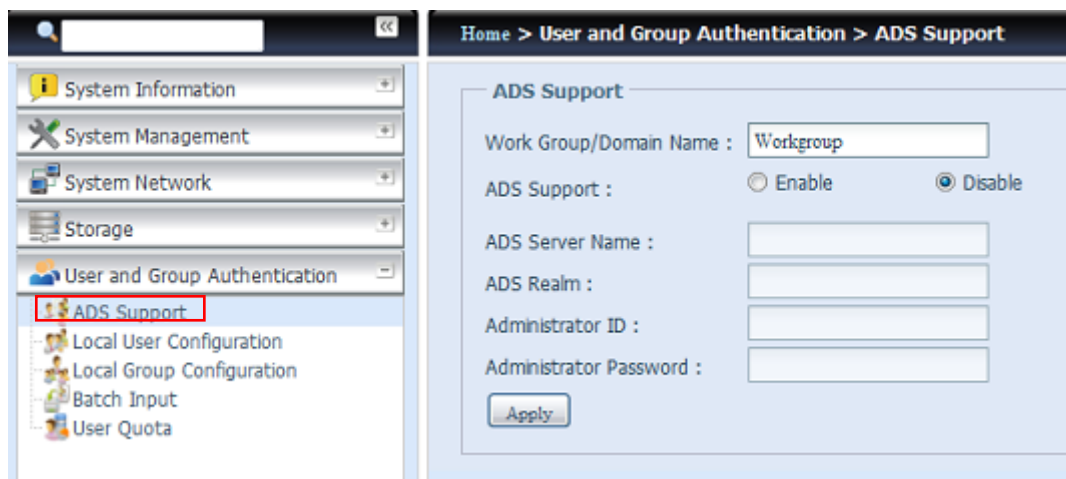 Home > User and Group Authentication > ADS Support
System Information
System Management
System Network
Storage
User and Group Authentication
ADS Support
Local User Configuration
Local Group Configuration
Batch Input
User Quota
ADS Support
Work Group/Domain Name : Workgroup
ADS Support : Enable Disable
ADS Server Name :
ADS Realm :
Administrator ID :
Administrator Password :
Apply